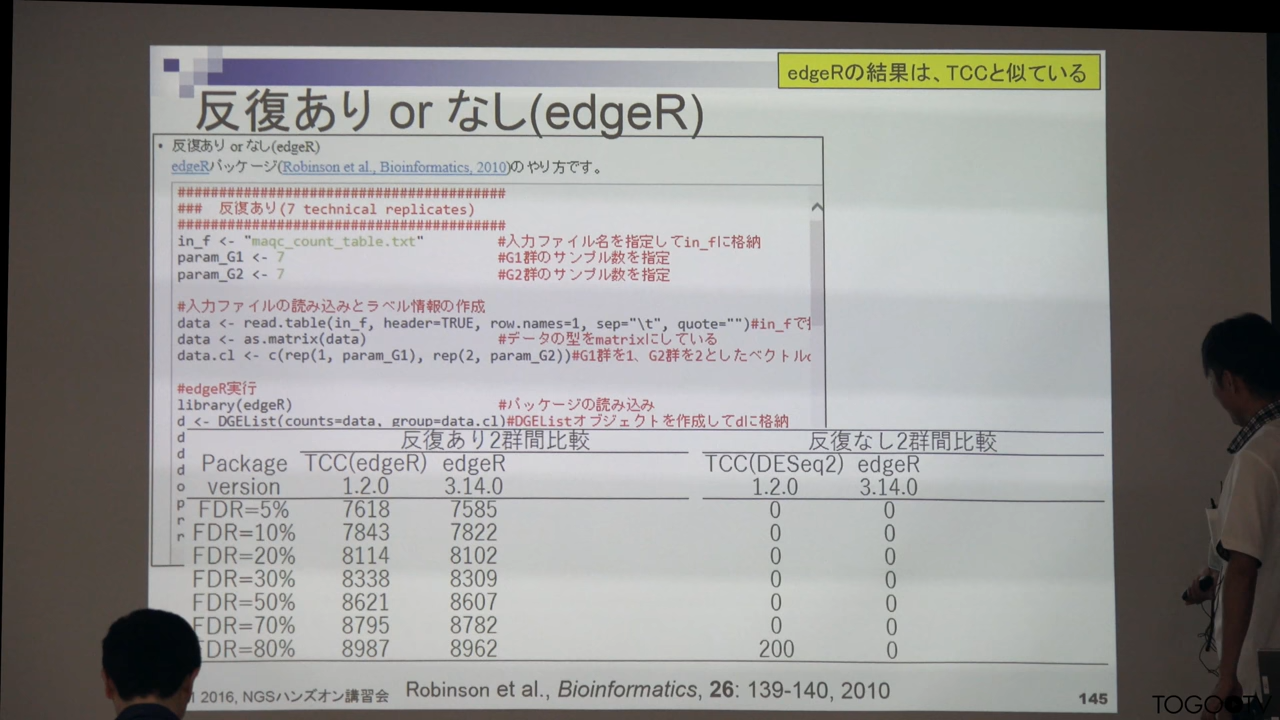 edgeRの結果は、TCCと似ている
反復あり or なし(edgeR)
• 反復あり or なし(edgeR)
edgeRパッケージ(Robinson et al., Bioinformatics, 2010)のやり方です。
#######################################
### 反復あり(7 technical replicates)
#######################################
in_f <- "maqc_count_table.txt" #入力ファイル名を指定してin_fに格納
param_G1 <- 7 #G1群のサンプル数を指定
param_G2 <- 7 #G2群のサンプル数を指定
#入力ファイルの読み込みとラベル情報の作成
data <- read.table(in_f, header=TRUE, row.names=1, sep="\t", quote="")#in_fで
data <- as.matrix(data) #データの型をmatrixにしている
data.cl <- c(rep(1, param_G1), rep(2, param_G2))#G1群を1、G2群を2としたベクトル
#edgeR実行
library(edgeR) #パッケージの読み込み
d <- DGEList(counts=data, group=data.cl)#DGEListオブジェクトを作成してdに格納
d
d
d
o
p
r
r
反復あり2群間比較 反復なし2群間比較
Package TCC(edgeR) edgeR TCC(DESeq2) edgeR
version 1.2.0 3.14.0 1.2.0 3.14.0
FDR=5% 7618 7585 0 0
FDR=10% 7843 7822 0 0
FDR=20% 8114 8102 0 0
FDR=30% 8338 8309 0 0
FDR=50% 8621 8607 0 0
FDR=70% 8795 8782 0 0
FDR=80% 8987 8962 200 0
2016, NGSハンズオン講習会 Robinson et al., Bioinformatics, 26: 139-140, 2010 145
TOGOTV